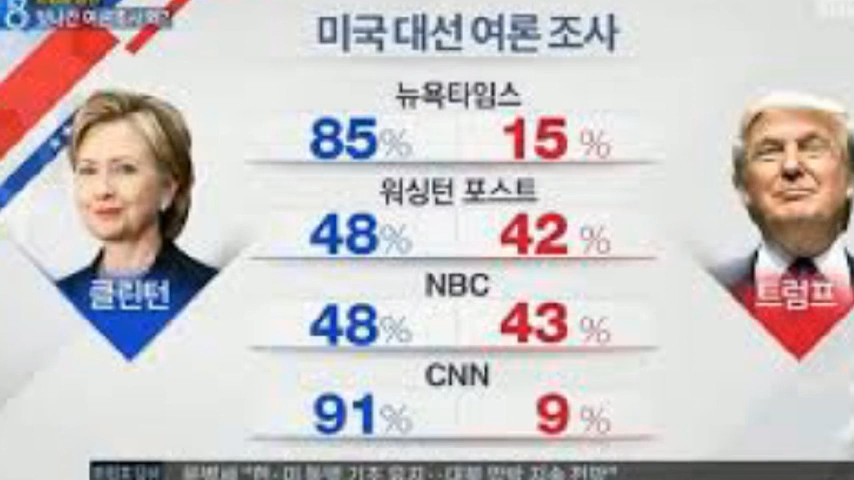 8
미국 대선 여론 조사
뉴욕타임스
85% 15%
워싱턴 포스트
48% 42%
NBC
48% 43%
CNN
91% 9%
클린턴
트럼프